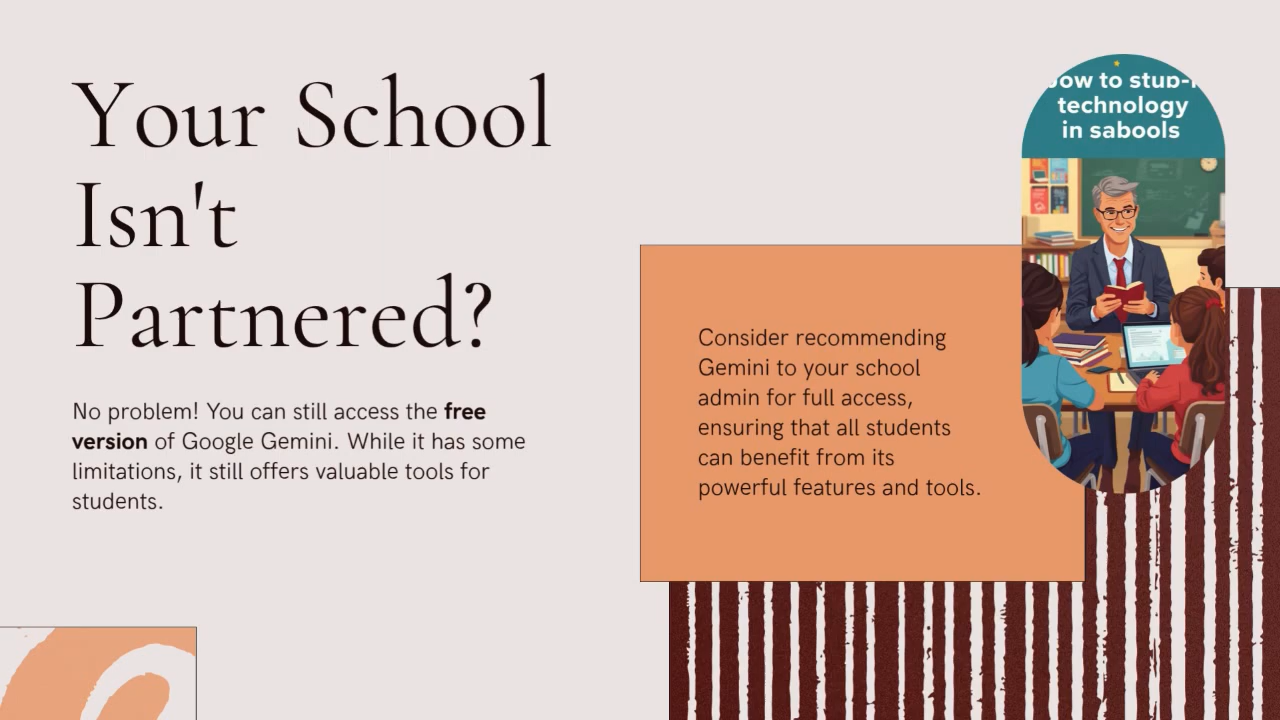 Your School
Isn't
Partnered?
No problem! You can still access the free
version of Google Gemini. While it has some
limitations, it still offers valuable tools for
students.
Consider recommending
Gemini to your school
admin for full access,
ensuring that all students
can benefit from its
powerful features and tools.
to
technology
in sabools